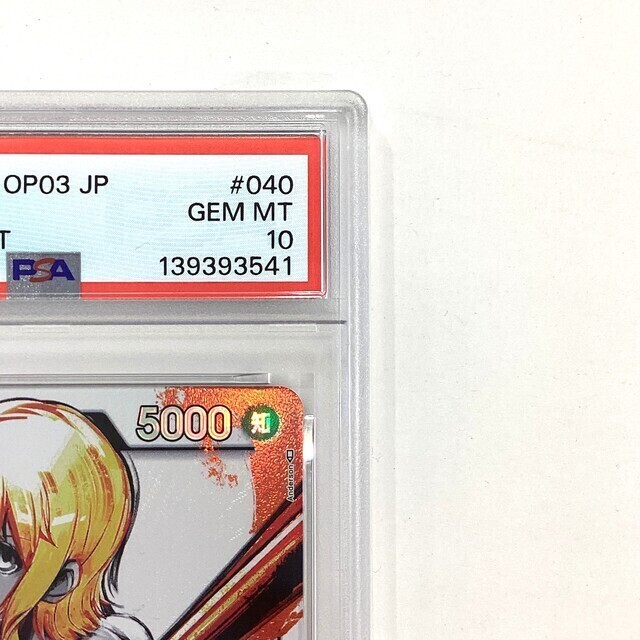 OP03 JP #040
GEM MT
T 10
PSA 139393541
5000 知
Anderson